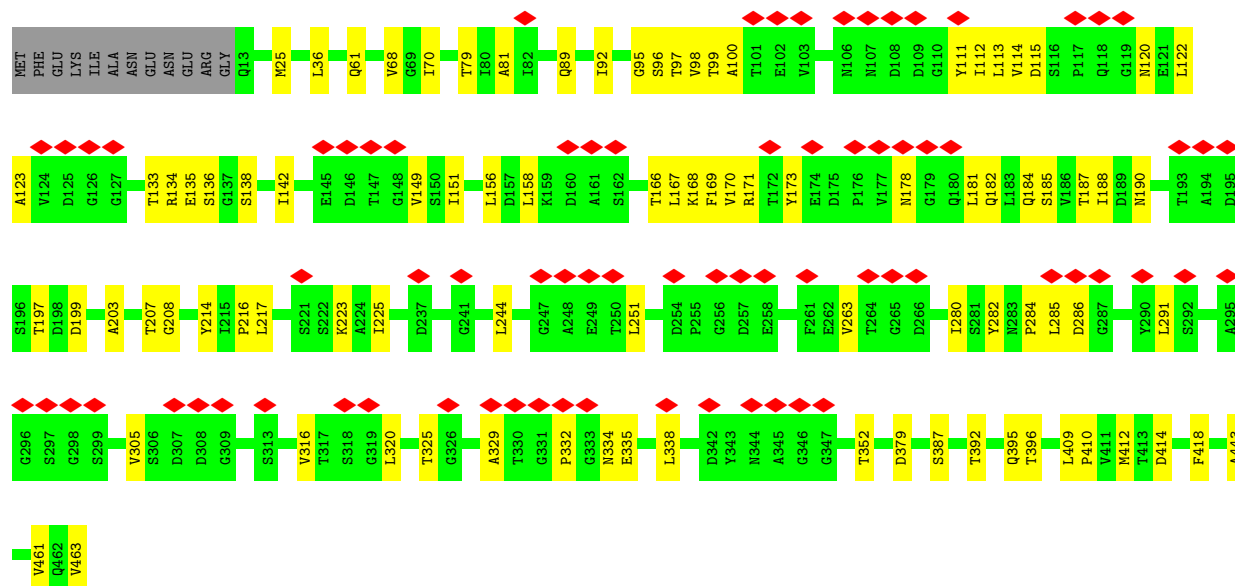 MET PHE GLU LYS ILE ALA ASN GLU ASN GLU ARG GLY Q13 M25 L36 Q61 V68 G69 I70 T79 I80 A81 I82 Q89 I92 G95 S96 T97 V98 T99 A100 T101 E102 V103 N106 N107 D108 D109 G110 Y111 I112 L113 V114 D115 S116 P117 Q118 G119 N120 E121 L122
A123 V124 D125 G126 G127 T133 R134 E135 S136 G137 S138 I142 E145 D146 T147 G148 V149 S150 I151 L156 D157 L158 K159 D160 A161 S162 T166 L167 K168 F169 V170 R171 T172 Y173 E174 D175 P176 V177 N178 G179 Q180 L181 Q182 L183 Q184 S185 V186 T187 I188 D189 N190 T193 A194 D195
S196 T197 D198 D199 A203 T207 G208 Y214 I215 P216 L217 S221 S222 K223 A224 I225 D237 G241 L244 G247 A248 E249 T250 L251 D254 P255 G256 D257 E258 F261 E262 V263 T264 G265 D266 I280 S281 Y282 N283 P284 L285 D286 G287 Y290 L291 S292 A295
G296 S297 G298 S299 V305 S306 D307 D308 G309 S313 V316 T317 S318 G319 L320 T325 G326 A329 T330 G331 P332 G333 N334 E335 L338 D342 Y343 N344 A345 G346 G347 T352 D379 S387 T392 Q395 T396 L409 P410 V411 M412 T413 D414 F418
V461 Q462 V463